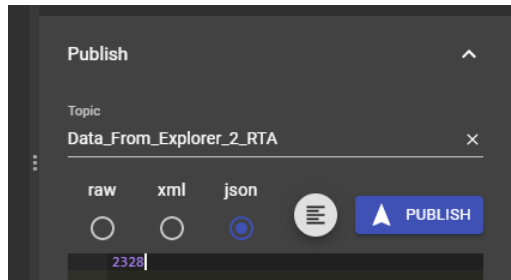 Publish
Topic
Data_From_Explorer_2_RTA
raw xml json
PUBLISH
2328